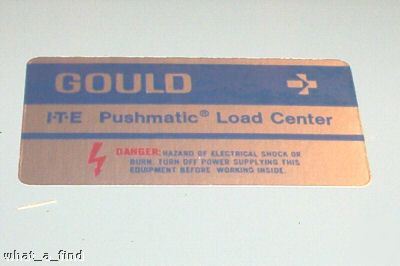 GOULD
I-T-E Pushmatic® Load Center
DANGER: HAZARD OF ELECTRICAL SHOCK OR
BURN. TURN OFF POWER SUPPLYING THIS
EQUIPMENT BEFORE WORKING INSIDE.
what_a_find